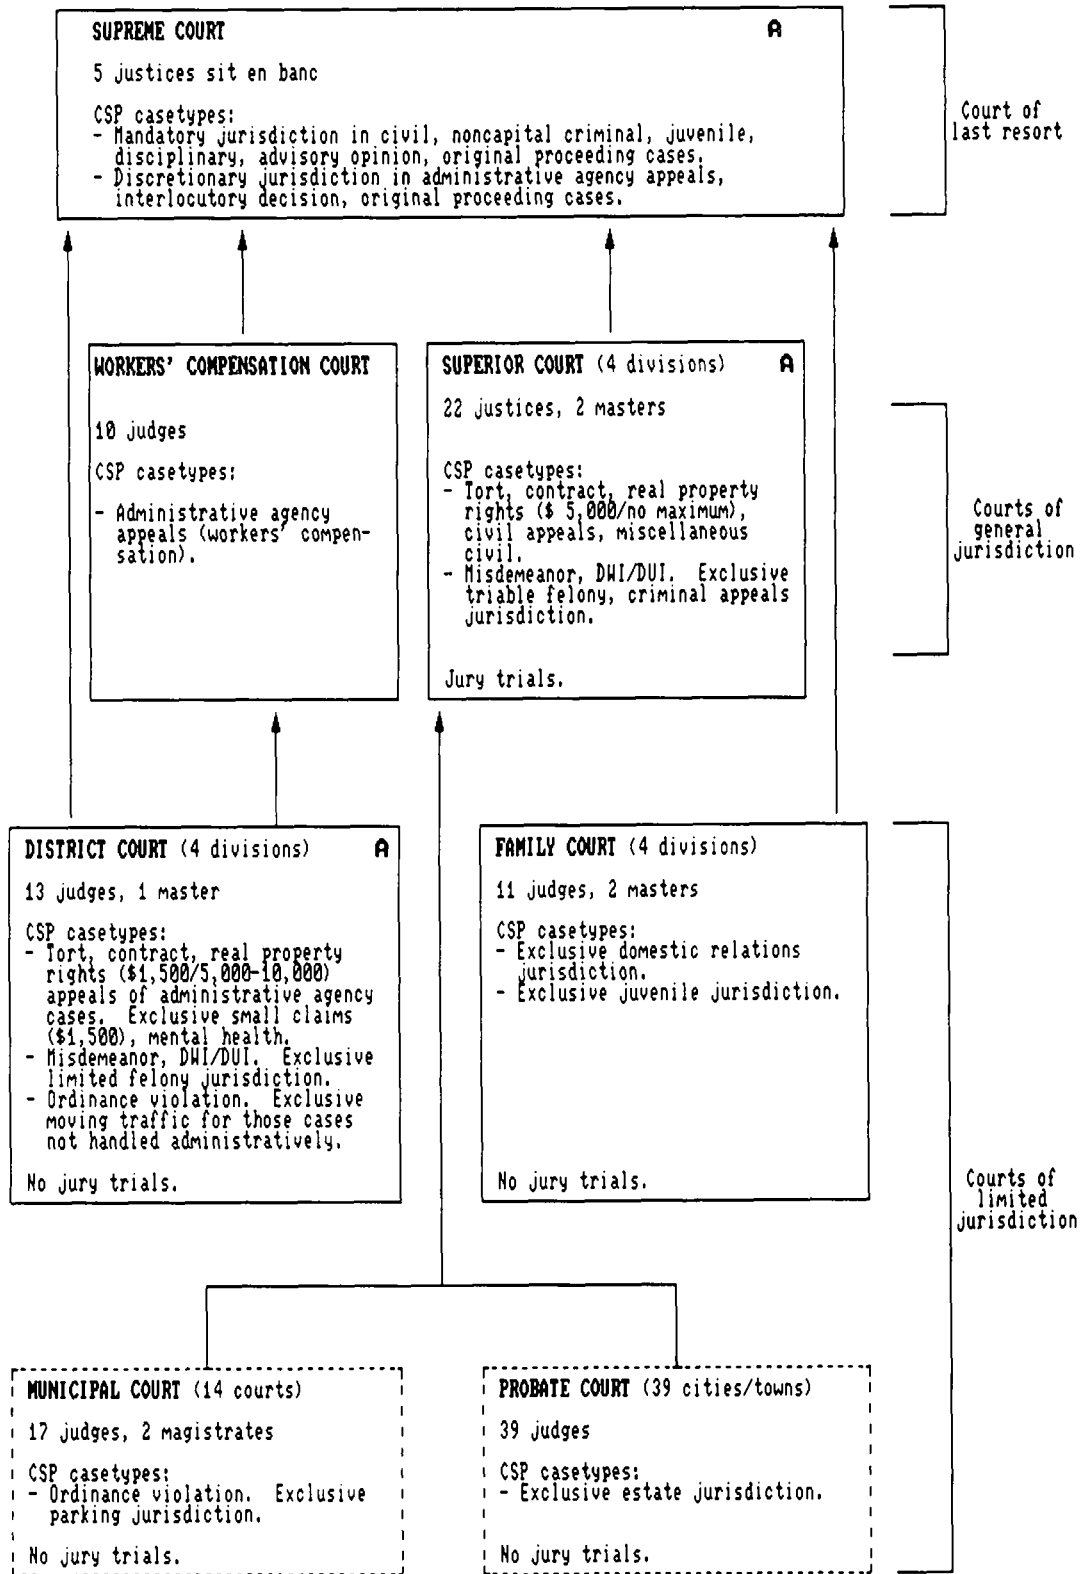 SUPREME COURT A
5 justices sit en banc
CSP casetypes:
- Mandatory jurisdiction in civil, noncapital criminal, juvenile,
disciplinary, advisory opinion, original proceeding cases.
- Discretionary jurisdiction in administrative agency appeals,
interlocutory decision, original proceeding cases.
Court of
last resort
WORKERS' COMPENSATION COURT
10 judges
CSP casetypes:
- Administrative agency
appeals (workers' compen-
sation).
SUPERIOR COURT (4 divisions) A
22 justices, 2 masters
CSP casetypes:
- Tort, contract, real property
rights ($ 5,000/no maximum),
civil appeals, miscellaneous
civil.
- Misdemeanor, DWI/DUI. Exclusive
triable felony, criminal appeals
jurisdiction.
Jury trials.
Courts of
general
jurisdiction
DISTRICT COURT (4 divisions) A
13 judges, 1 master
CSP casetypes:
- Tort, contract, real property
rights ($1,500/5,000-10,000)
appeals of administrative agency
cases. Exclusive small claims
($1,500), mental health.
- Misdemeanor, DWI/DUI. Exclusive
limited felony jurisdiction.
- Ordinance violation. Exclusive
moving traffic for those cases
not handled administratively.
No jury trials.
FAMILY COURT (4 divisions)
11 judges, 2 masters
CSP casetypes:
- Exclusive domestic relations
jurisdiction.
- Exclusive juvenile jurisdiction.
No jury trials.
Courts of
limited
jurisdiction
MUNICIPAL COURT (14 courts)
17 judges, 2 magistrates
CSP casetypes:
- Ordinance violation. Exclusive
parking jurisdiction.
No jury trials.
PROBATE COURT (39 cities/towns)
39 judges
CSP casetypes:
- Exclusive estate jurisdiction.
No jury trials.